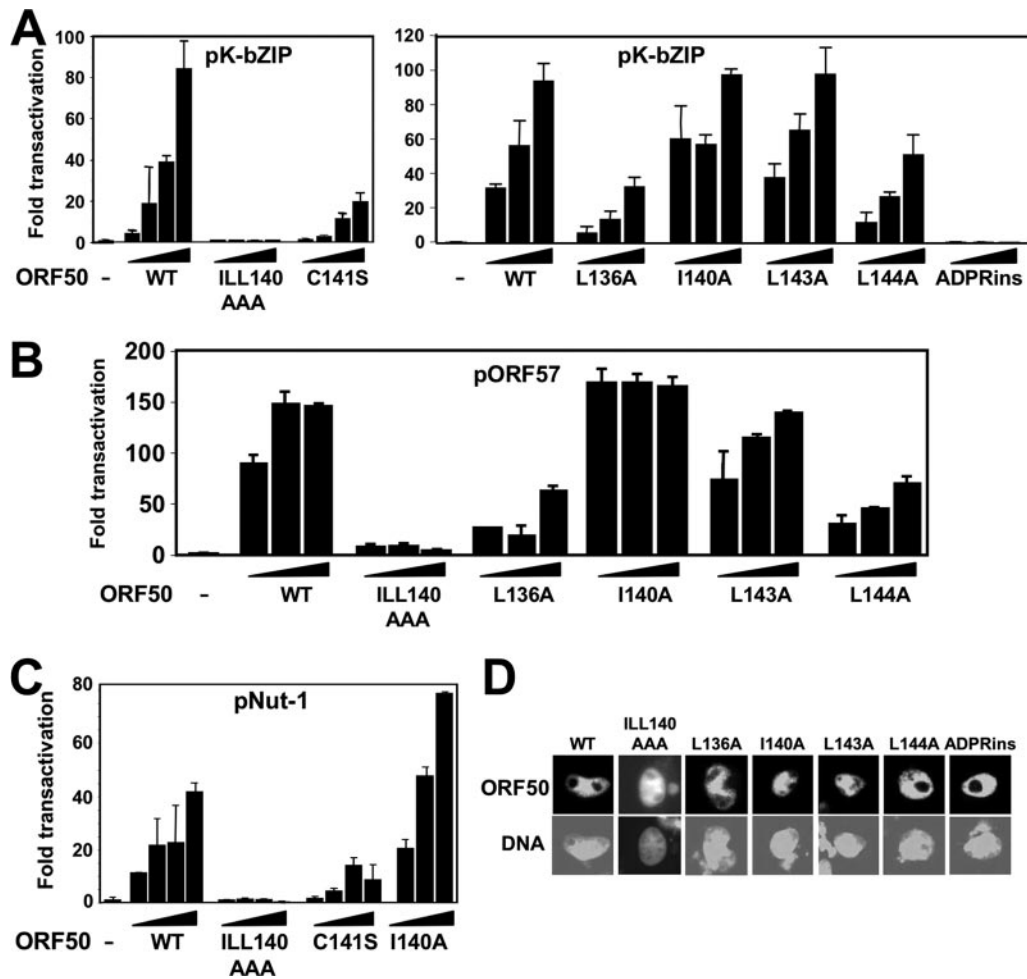 A
pK-bZIP
Fold transactivation
100
80
60
40
20
0
ORF50 – WT ILL140 C141S
AAA
pK-bZIP
120
100
80
60
40
20
0
– WT L136A I140A L143A L144A ADPRins
B
pORF57
Fold transactivation
200
150
100
50
0
ORF50 – WT ILL140 L136A I140A L143A L144A
AAA
C
pNut-1
Fold transactivation
80
60
40
20
0
ORF50 – WT ILL140 C141S I140A
AAA
D
ILL140
WT AAA L136A I140A L143A L144A ADPRins
ORF50
DNA